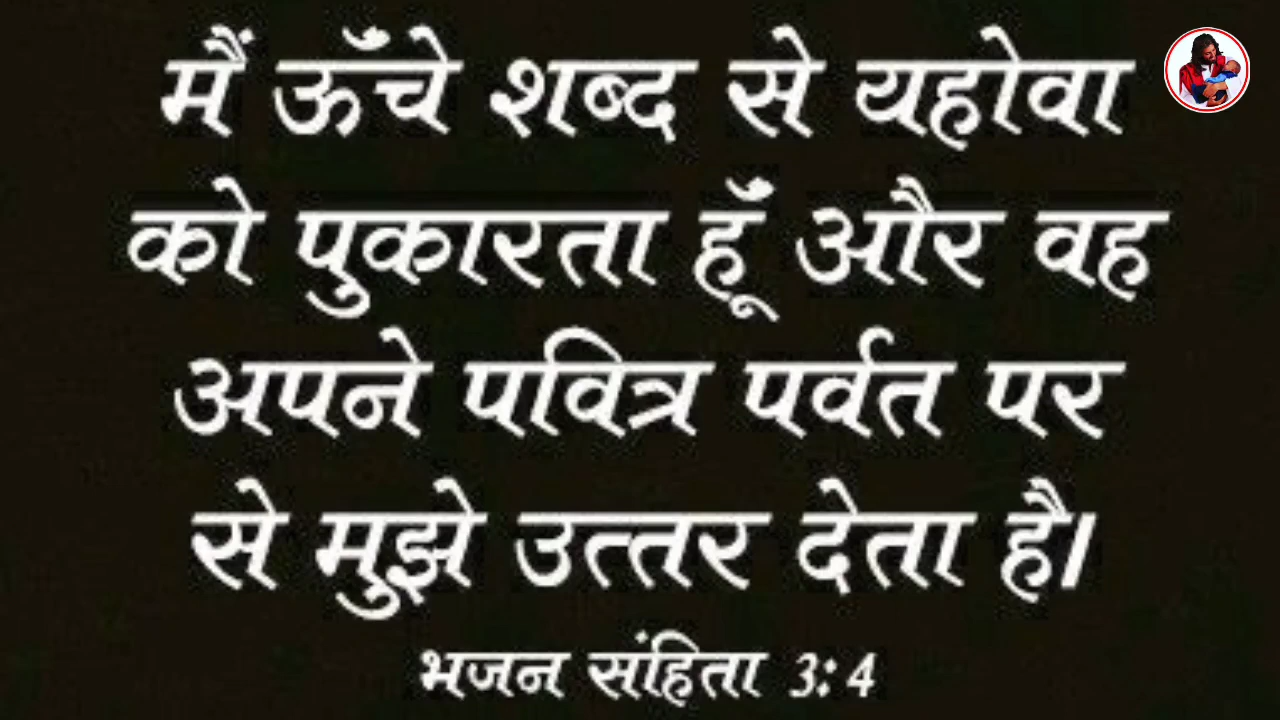 मैं ऊँचे शब्द से यहोवा
को पुकारता हूँ और वह
अपने पवित्र पर्वत पर
से मुझे उत्तर देता है।
भजन संहिता 3:4